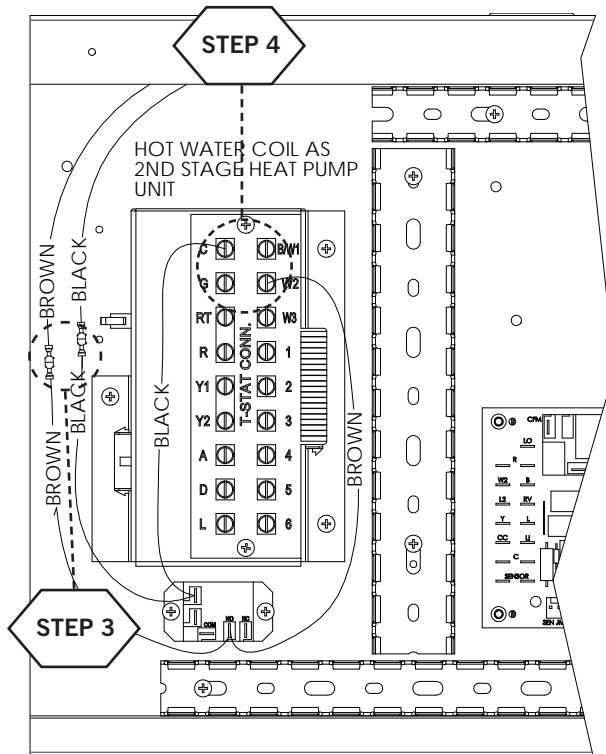 STEP 4
HOT WATER COIL AS
2ND STAGE HEAT PUMP
UNIT
BROWN
BLACK
C
B/W1
G
W2
RT
W3
R
1
Y1
2
Y2
3
A
4
D
5
L
6
T-STAT CONN.
BROWN
BLACK
BLACK
BROWN
CFM
LO
R
W2
B
L2
RV
Y
L
CC
LI
C
SENSOR
STEP 3
COM
NO
NC